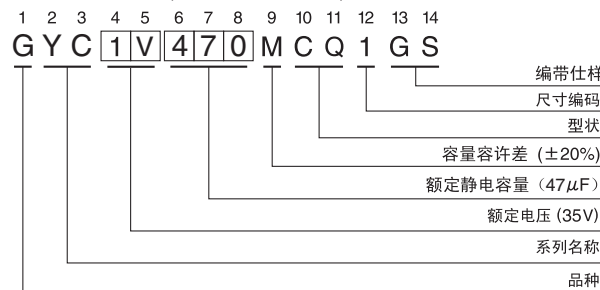 1 2 3 4 5 6 7 8 9 10 11 12 13 14
G Y C 1 V 4 7 0 M C Q 1 G S
编带仕样
尺寸编码
型状
容量容许差 (±20%)
额定静电容量（47μF）
额定电压 (35V)
系列名称
品种